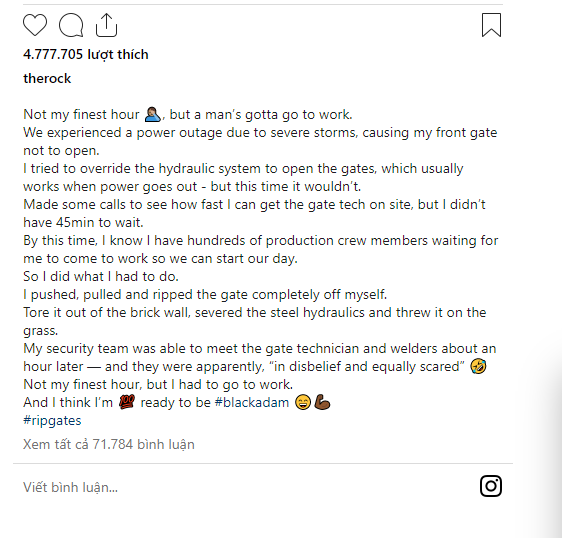 4.777.705 lượt thích
therock
Not my finest hour 🤦🏽‍♂️, but a man's gotta go to work.
We experienced a power outage due to severe storms, causing my front gate
not to open.
I tried to override the hydraulic system to open the gates, which usually
works when power goes out - but this time it wouldn't.
Made some calls to see how fast I can get the gate tech on site, but I didn't
have 45min to wait.
By this time, I know I have hundreds of production crew members waiting for
me to come to work so we can start our day.
So I did what I had to do.
I pushed, pulled and ripped the gate completely off myself.
Tore it out of the brick wall, severed the steel hydraulics and threw it on the
grass.
My security team was able to meet the gate technician and welders about an
hour later — and they were apparently, “in disbelief and equally scared” 🤣
Not my finest hour, but I had to go to work.
And I think I'm 💯 ready to be #blackadam 😄💪🏿
#ripgates
Xem tất cả 71.784 bình luận
Viết bình luận...